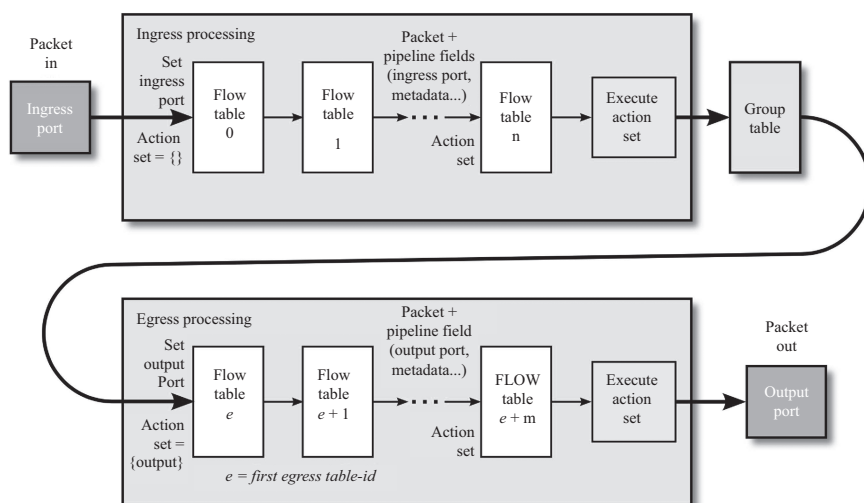 Packet
in
Ingress
port
Ingress processing
Set
ingress
port
Action
set = {}
Flow
table
0
Flow
table
1
Packet +
pipeline fields
(ingress port,
metadata...)
Action
set
Flow
table
n
Execute
action
set
Group
table
Egress processing
Set
output
Port
Action
set =
{output}
Flow
table
e
Flow
table
e + 1
Packet +
pipeline field
(output port,
metadata...)
Action
set
FLOW
table
e + m
Execute
action
set
Packet
out
Output
port
e = first egress table-id